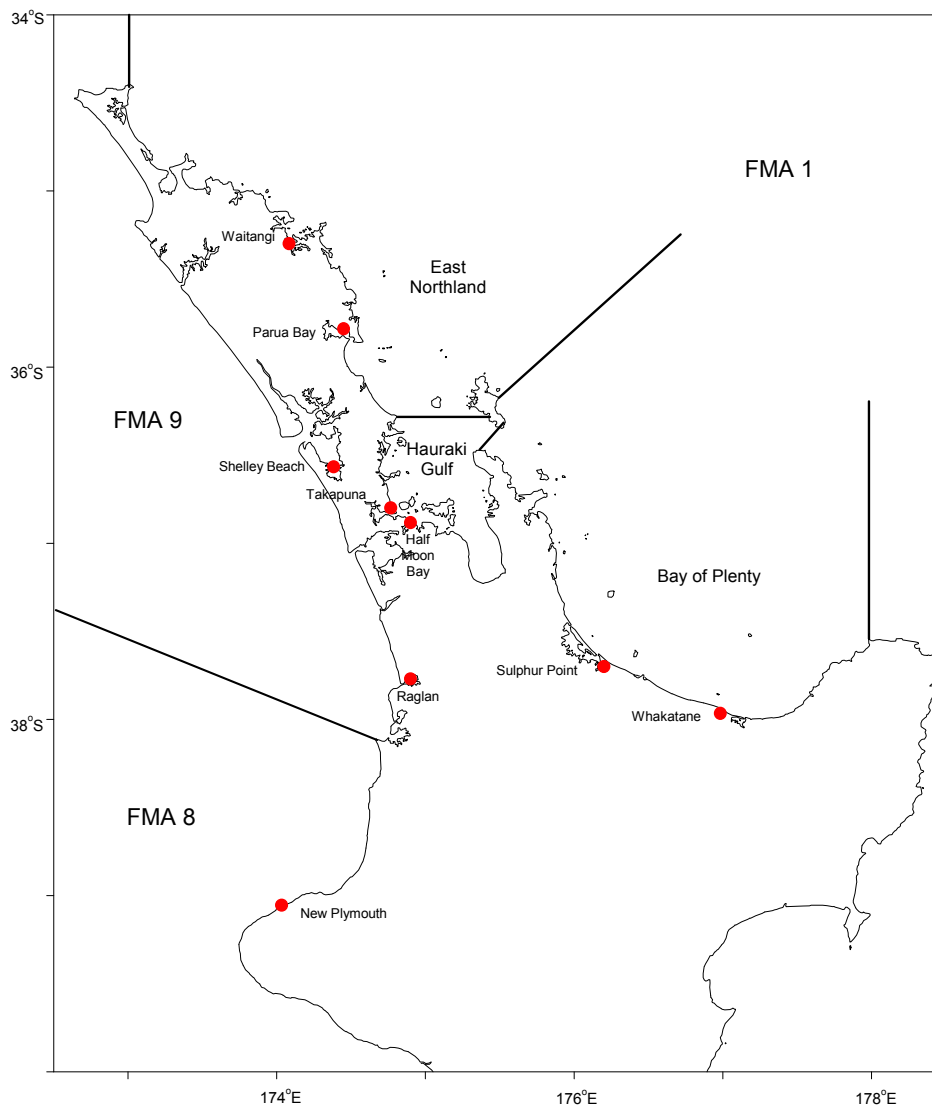 34°S
FMA 1
Waitangi
East
Northland
Parua Bay
36°S
FMA 9
Hauraki
Gulf
Shelley Beach
Takapuna
Half
Moon
Bay
Bay of Plenty
Sulphur Point
Raglan
Whakatane
38°S
FMA 8
New Plymouth
174°E
176°E
178°E